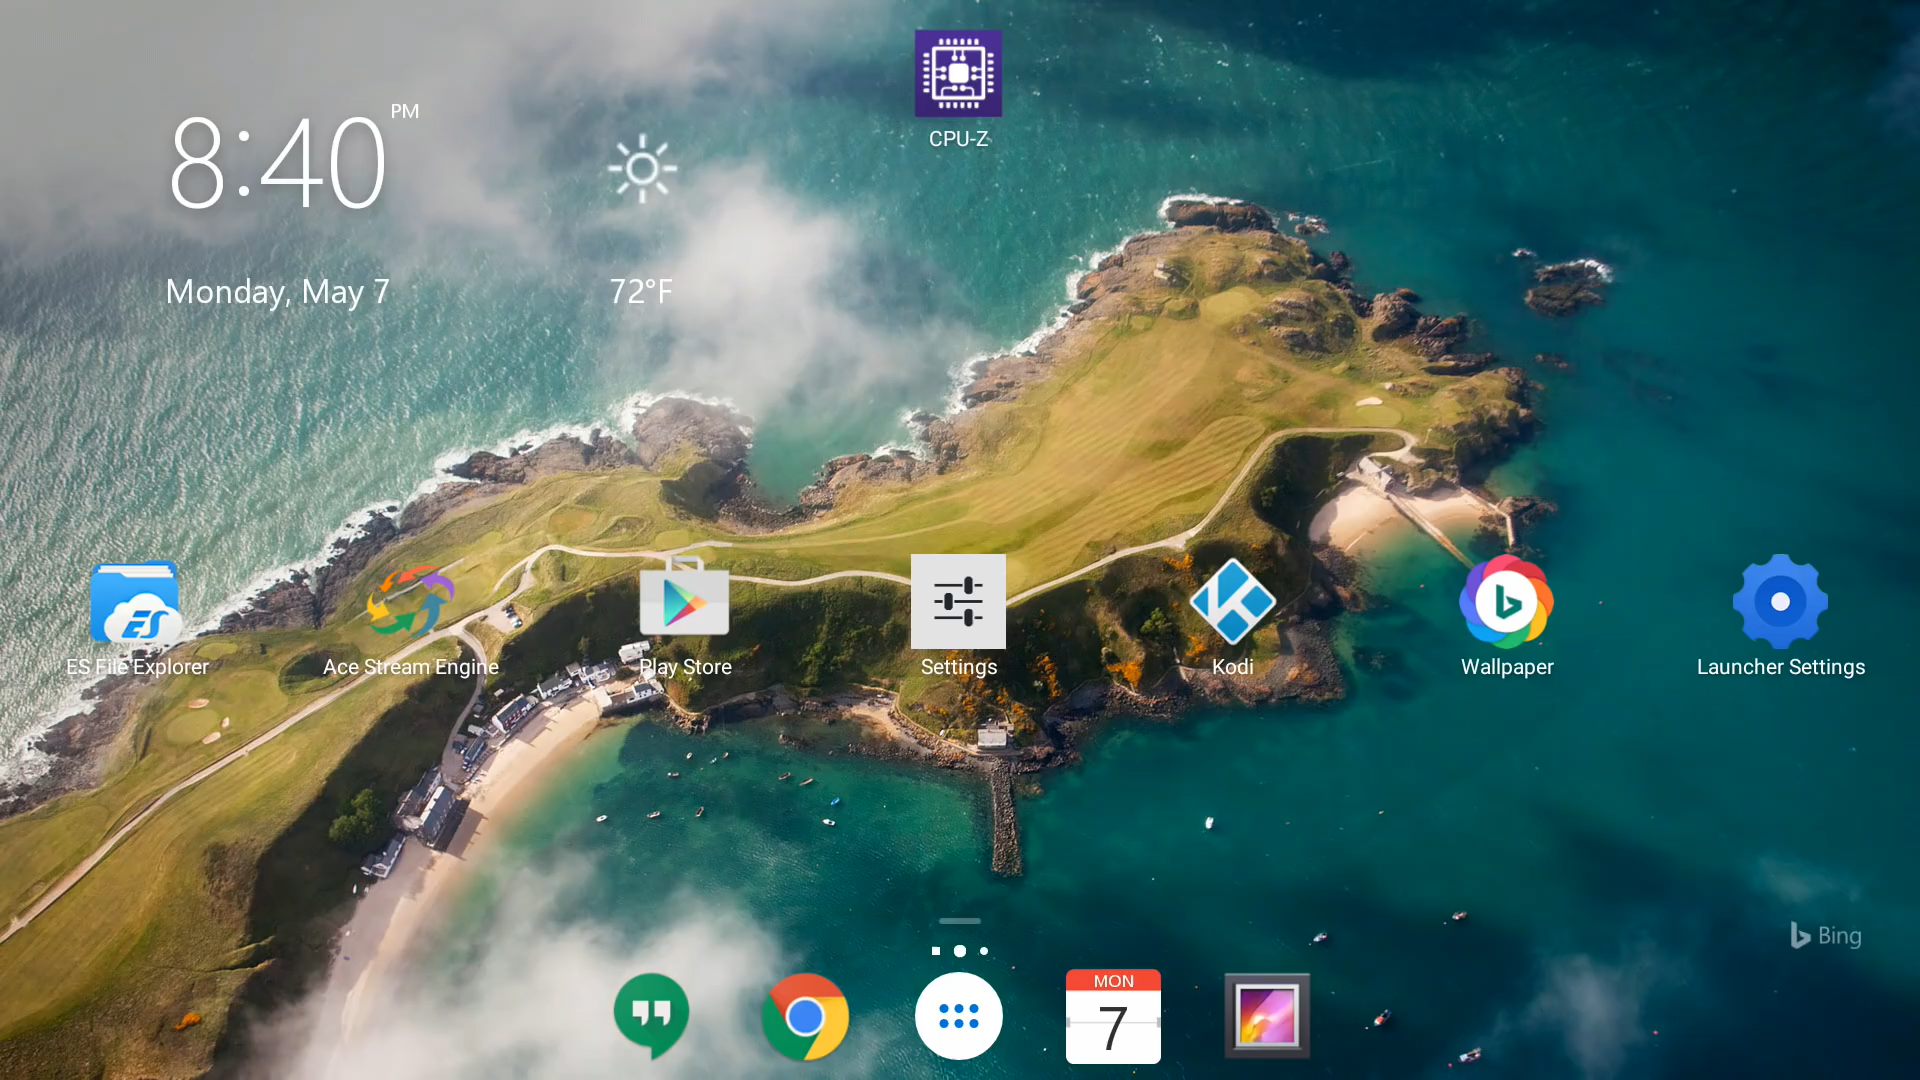 CPU-Z
8:40 PM
Monday, May 7
72°F
ES File Explorer
Ace Stream Engine
Play Store
Settings
Kodi
Wallpaper
Launcher Settings
Bing
MON
7